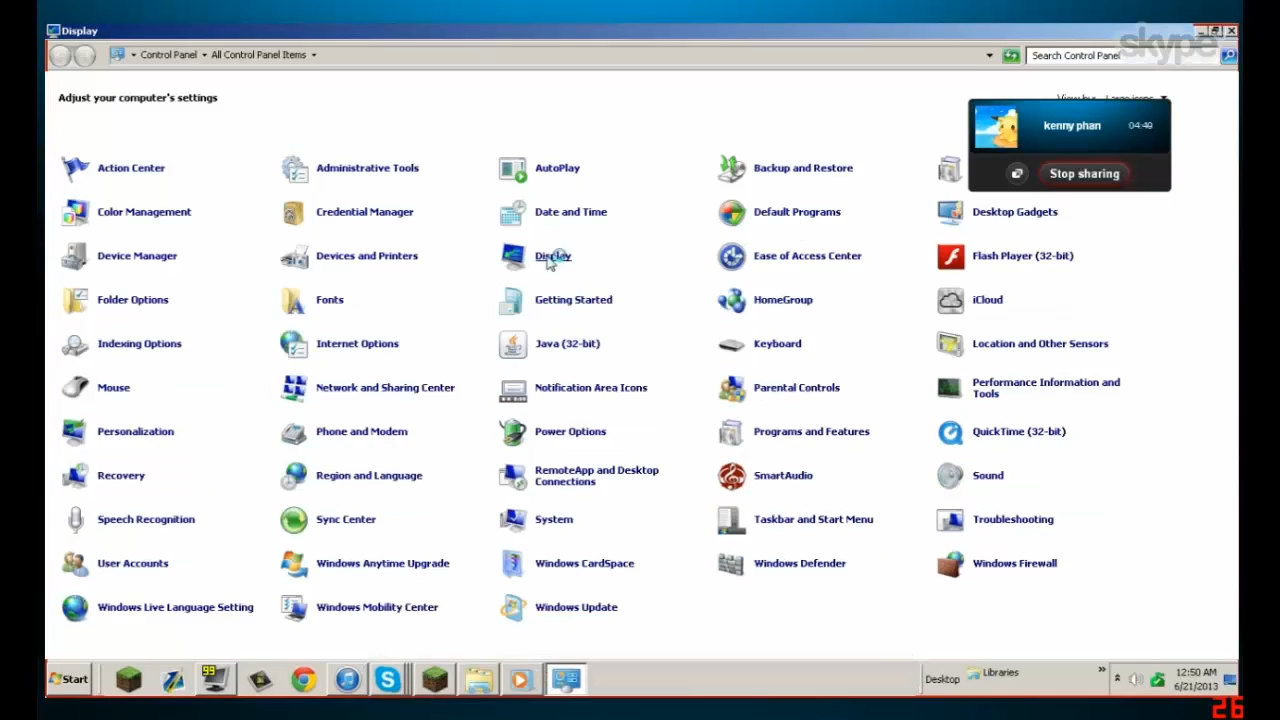 Display
skype
Control Panel
All Control Panel Items
Search Control Panel
Adjust your computer's settings
View by: Large icons
kenny phan
04:49
Stop sharing
Action Center
Administrative Tools
AutoPlay
Backup and Restore
Color Management
Credential Manager
Date and Time
Default Programs
Desktop Gadgets
Device Manager
Devices and Printers
Display
Ease of Access Center
Flash Player (32-bit)
Folder Options
Fonts
Getting Started
HomeGroup
iCloud
Indexing Options
Internet Options
Java (32-bit)
Keyboard
Location and Other Sensors
Mouse
Network and Sharing Center
Notification Area Icons
Parental Controls
Performance Information and
Tools
Personalization
Phone and Modem
Power Options
Programs and Features
QuickTime (32-bit)
Recovery
Region and Language
RemoteApp and Desktop
Connections
SmartAudio
Sound
Speech Recognition
Sync Center
System
Taskbar and Start Menu
Troubleshooting
User Accounts
Windows Anytime Upgrade
Windows CardSpace
Windows Defender
Windows Firewall
Windows Live Language Setting
Windows Mobility Center
Windows Update
Start
99
Desktop
Libraries
12:50 AM
6/21/2013
26